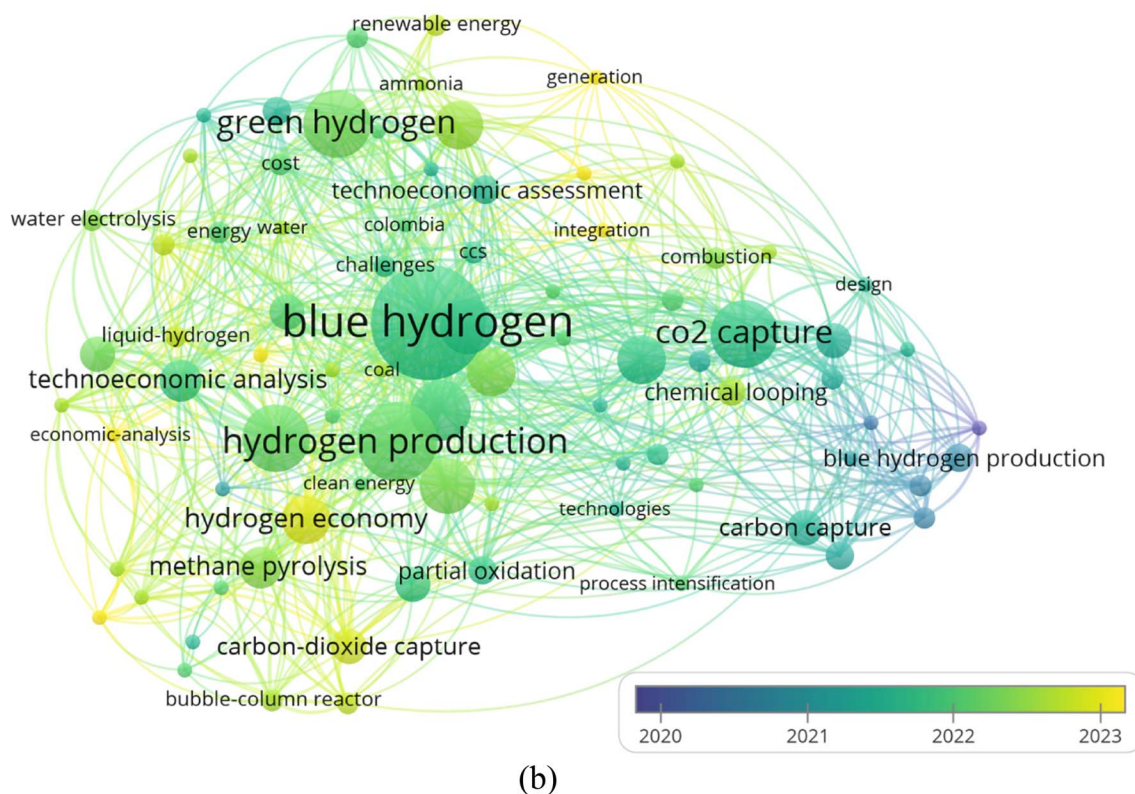 renewable energy
generation
ammonia
green hydrogen
cost
technoeconomic assessment
water electrolysis
energy
water
colombia
integration
ccs
combustion
challenges
design
blue hydrogen
co2 capture
liquid-hydrogen
coal
technoeconomic analysis
chemical looping
economic-analysis
hydrogen production
blue hydrogen production
clean energy
technologies
hydrogen economy
carbon capture
methane pyrolysis
partial oxidation
process intensification
carbon-dioxide capture
bubble-column reactor
2020
2021
2022
2023
(b)